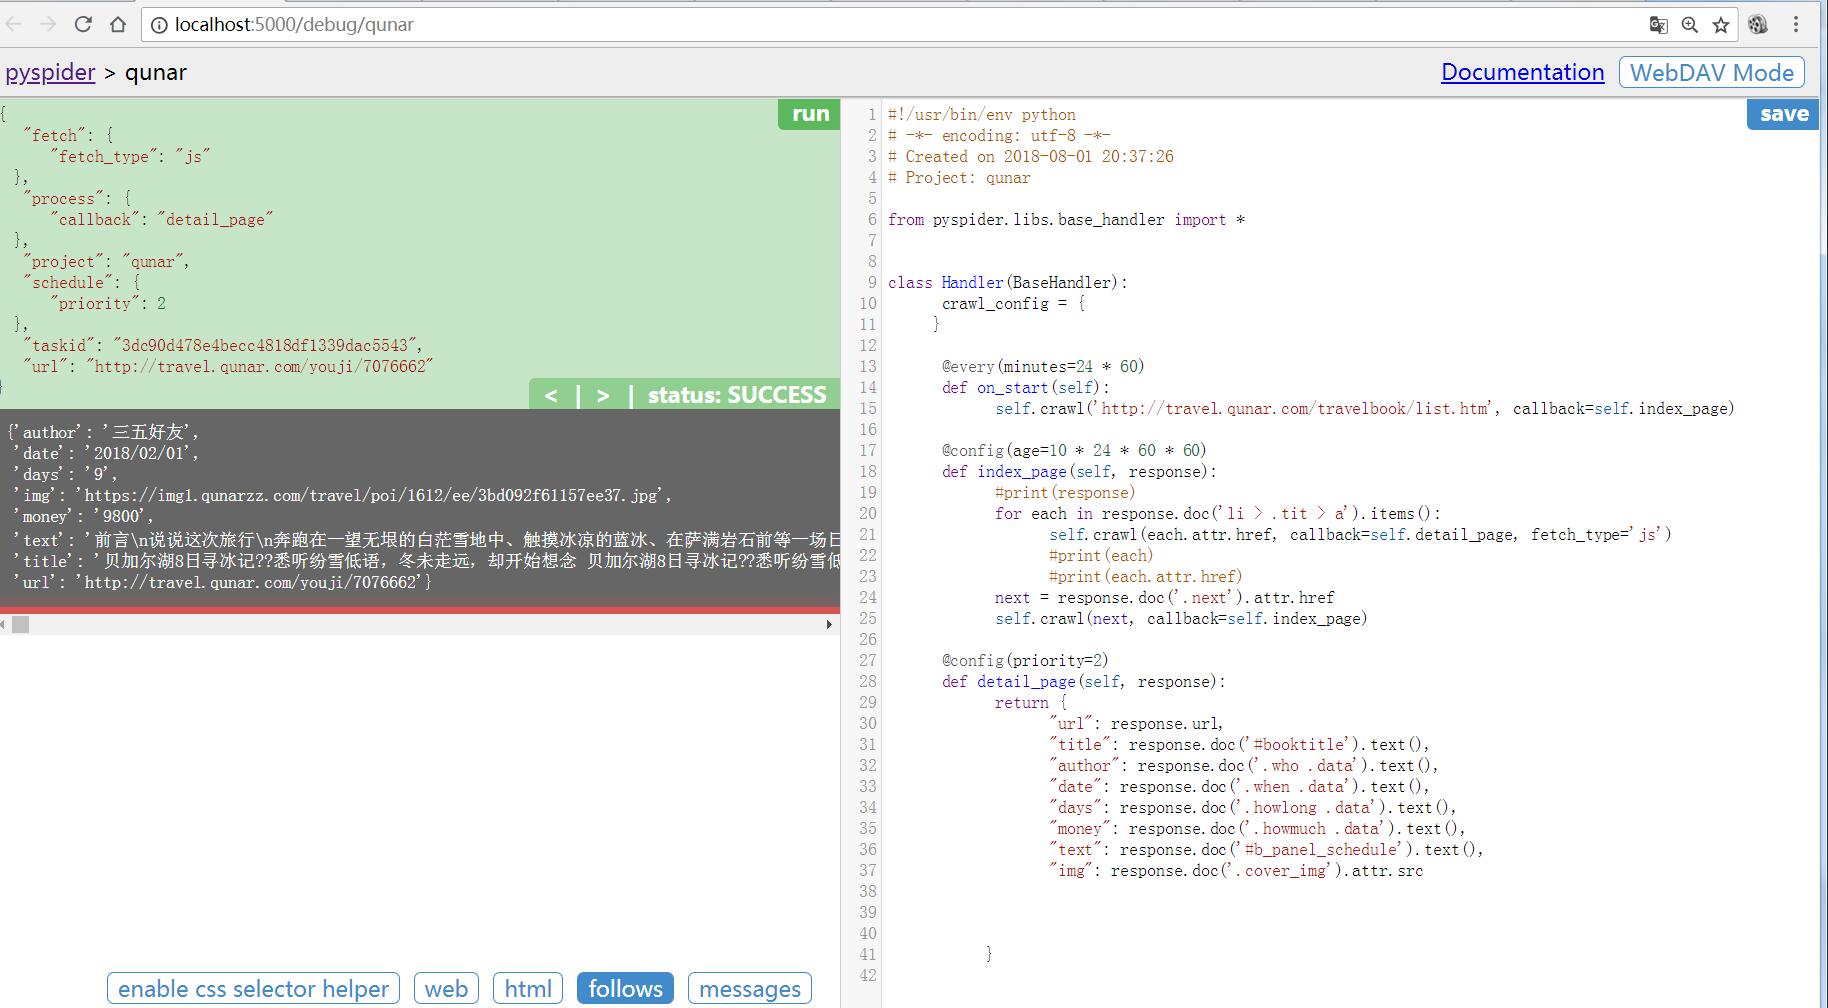 localhost:5000/debug/qunar
pyspider > qunar
Documentation
WebDAV Mode
{
"fetch": {
"fetch_type": "js"
},
"process": {
"callback": "detail_page"
},
"project": "qunar",
"schedule": {
"priority": 2
},
"taskid": "3dc90d478e4becc4818df1339dac5543",
"url": "http://travel.qunar.com/youji/7076662"
}
run
< | > | status: SUCCESS
{'author': '三五好友',
'date': '2018/02/01',
'days': '9',
'img': 'https://img1.qunarzz.com/travel/poi/1612/ee/3bd092f61157ee37.jpg',
'money': '9800',
'text': '前言\n说说这次旅行\n奔跑在一望无垠的白茫雪地中、触摸冰凉的蓝冰、在萨满岩石前等一场日
'title': '贝加尔湖8日寻冰记??悉听纷雪低语，冬未走远，却开始想念 贝加尔湖8日寻冰记??悉听纷雪低
'url': 'http://travel.qunar.com/youji/7076662'}
enable css selector helper
web
html
follows
messages
save
1 #!/usr/bin/env python
2 # -*- encoding: utf-8 -*-
3 # Created on 2018-08-01 20:37:26
4 # Project: qunar
5
6 from pyspider.libs.base_handler import *
7
8
9 class Handler(BaseHandler):
10 crawl_config = {
11 }
12
13 @every(minutes=24 * 60)
14 def on_start(self):
15 self.crawl('http://travel.qunar.com/travelbook/list.htm', callback=self.index_page)
16
17 @config(age=10 * 24 * 60 * 60)
18 def index_page(self, response):
19 #print(response)
20 for each in response.doc('li > .tit > a').items():
21 self.crawl(each.attr.href, callback=self.detail_page, fetch_type='js')
22 #print(each)
23 #print(each.attr.href)
24 next = response.doc('.next').attr.href
25 self.crawl(next, callback=self.index_page)
26
27 @config(priority=2)
28 def detail_page(self, response):
29 return {
30 "url": response.url,
31 "title": response.doc('#booktitle').text(),
32 "author": response.doc('.who .data').text(),
33 "date": response.doc('.when .data').text(),
34 "days": response.doc('.howlong .data').text(),
35 "money": response.doc('.howmuch .data').text(),
36 "text": response.doc('#b_panel_schedule').text(),
37 "img": response.doc('.cover_img').attr.src
38
39
40
41 }
42